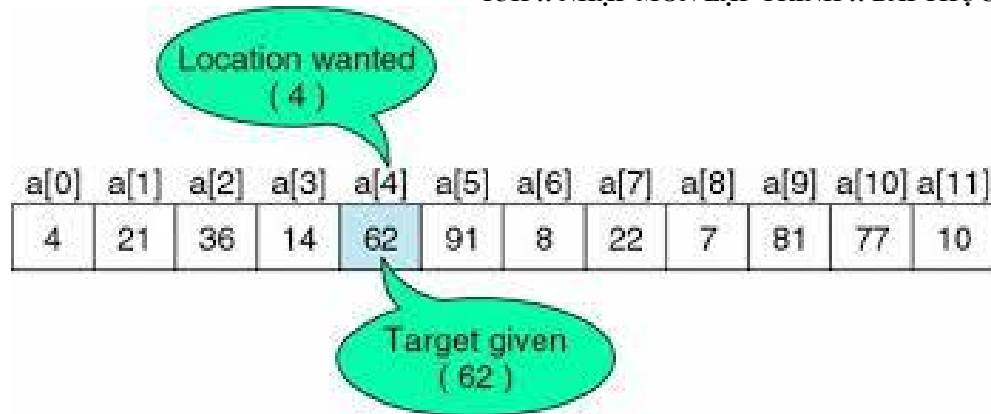 Location wanted
( 4 )
a[0] a[1] a[2] a[3] a[4] a[5] a[6] a[7] a[8] a[9] a[10] a[11]
4 21 36 14 62 91 8 22 7 81 77 10
Target given
( 62 )